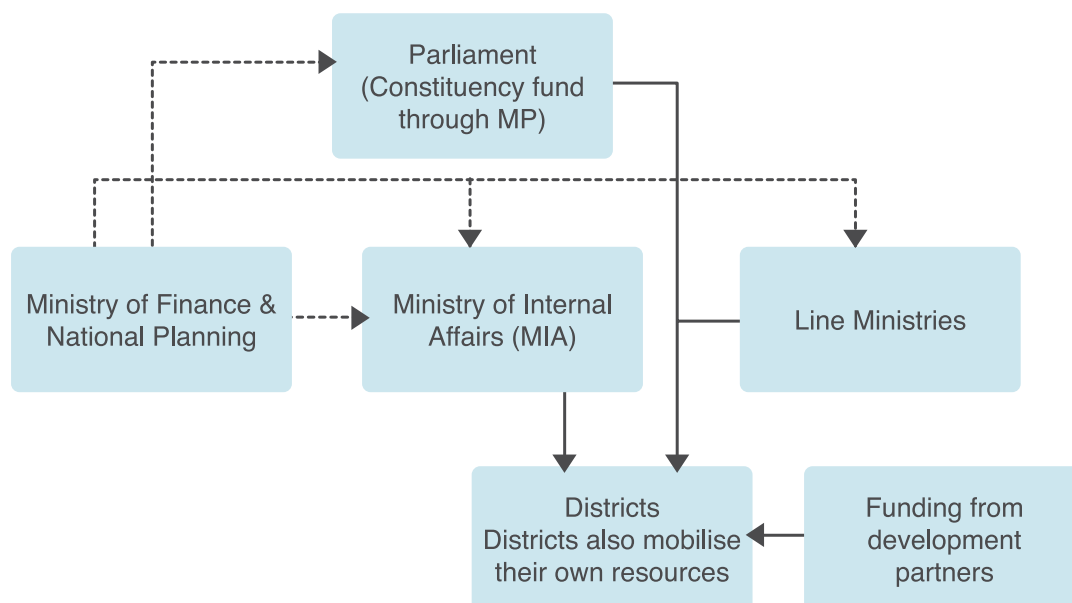 Parliament
(Constituency fund
through MP)
Ministry of Finance &
National Planning
Ministry of Internal
Affairs (MIA)
Line Ministries
Districts
Districts also mobilise
their own resources
Funding from
development
partners